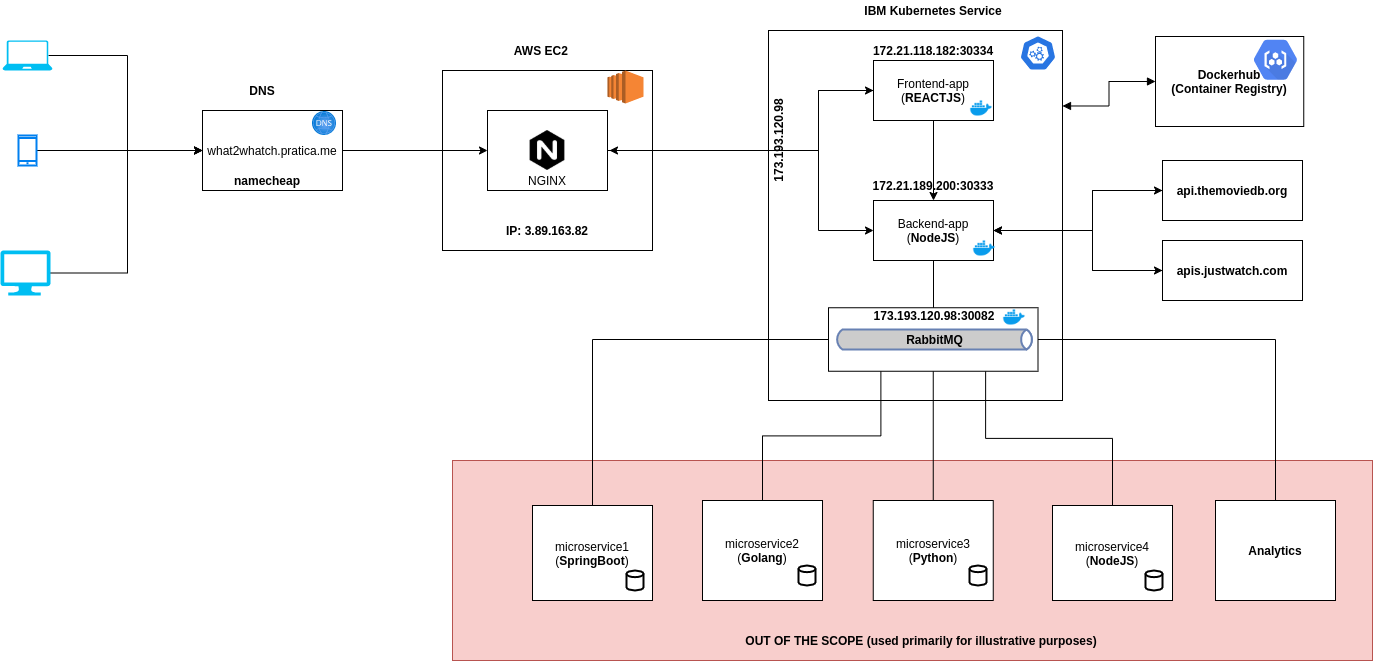 IBM Kubernetes Service
AWS EC2
172.21.118.182:30334
DNS
Frontend-app
(REACTJS)
Dockerhub
(Container Registry)
DNS
what2whatch.pratica.me
namecheap
NGINX
IP: 3.89.163.82
173.193.120.98
172.21.189.200:30333
Backend-app
(NodeJS)
api.themoviedb.org
apis.justwatch.com
173.193.120.98:30082
RabbitMQ
microservice1
(SpringBoot)
microservice2
(Golang)
microservice3
(Python)
microservice4
(NodeJS)
Analytics
OUT OF THE SCOPE (used primarily for illustrative purposes)